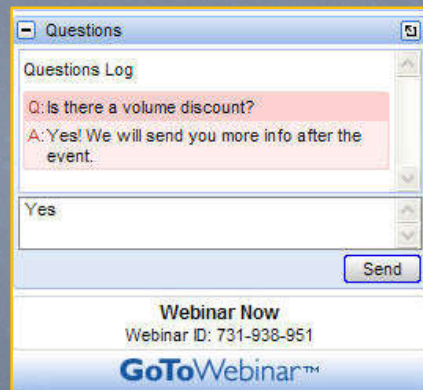 Questions
Questions Log
Q: Is there a volume discount?
A: Yes! We will send you more info after the
event.
Yes
Send
Webinar Now
Webinar ID: 731-938-951
GoToWebinar™